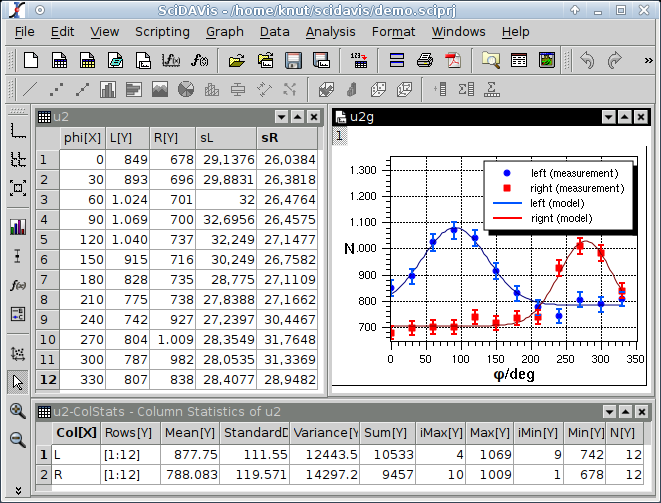 SciDAVis - /home/knut/scidavis/demo.sciprj
File Edit View Scripting Graph Data Analysis Format Windows Help
u2
phi[X] L[Y] R[Y] sL sR
1 0 849 678 29,1376 26,0384
2 30 893 696 29,8831 26,3818
3 60 1.024 701 32 26,4764
4 90 1.069 700 32,6956 26,4575
5 120 1.040 737 32,249 27,1477
6 150 915 716 30,249 26,7582
7 180 828 735 28,775 27,1109
8 210 775 738 27,8388 27,1662
9 240 742 927 27,2397 30,4467
10 270 804 1.009 28,3549 31,7648
11 300 787 982 28,0535 31,3369
12 330 807 838 28,4077 28,9482
u2g
1
left (measurement)
right (measurement)
left (model)
right (model)
N
1.300
1.200
1.100
1.000
900
800
700
0 50 100 150 200 250 300 350
φ/deg
u2-ColStats - Column Statistics of u2
Col[X] Rows[Y] Mean[Y] StandardD Variance[Y] Sum[Y] iMax[Y] Max[Y] iMin[Y] Min[Y] N[Y]
1 L [1:12] 877.75 111.55 12443.5 10533 4 1069 9 742 12
2 R [1:12] 788.083 119.571 14297.2 9457 10 1009 1 678 12